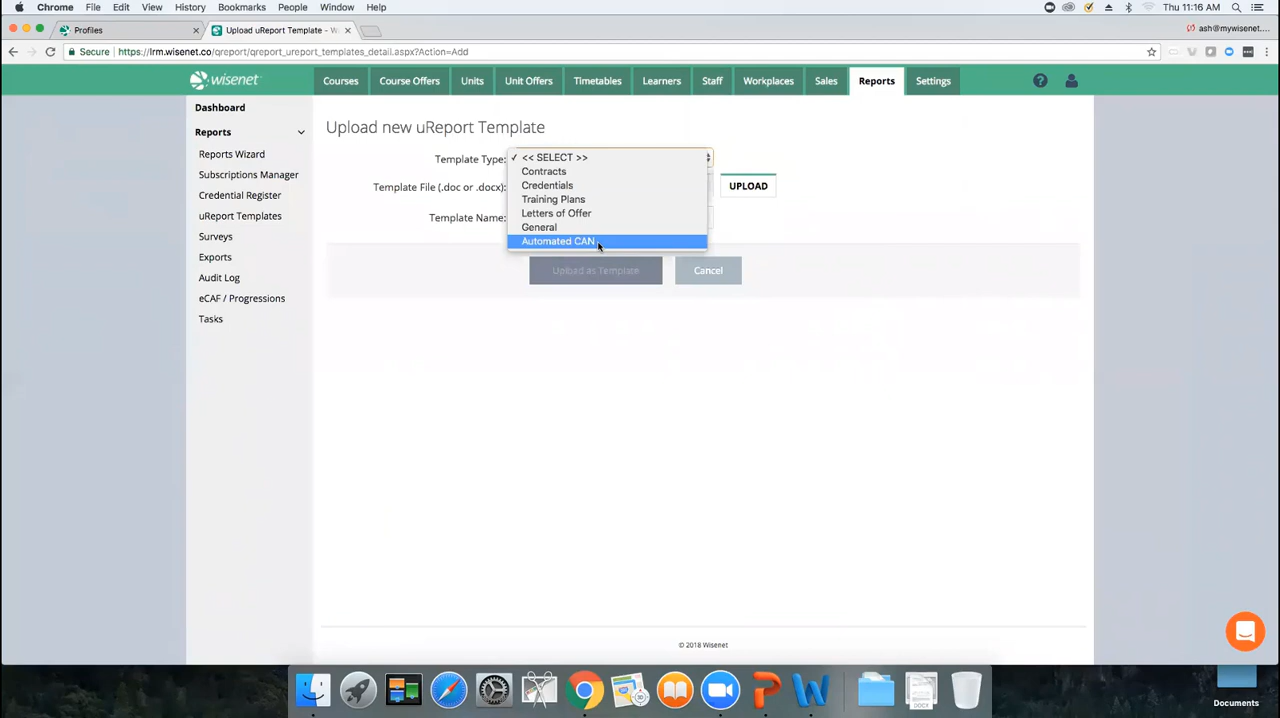 Chrome File Edit View History Bookmarks People Window Help Thu 11:16 AM
Profiles × Upload uReport Template - W × ash@mywisenet....
Secure https://lrm.wisenet.co/qreport/qreport_ureport_templates_detail.aspx?Action=Add
wisenet Courses Course Offers Units Unit Offers Timetables Learners Staff Workplaces Sales Reports Settings ?
Dashboard
Reports
Reports Wizard
Subscriptions Manager
Credential Register
uReport Templates
Surveys
Exports
Audit Log
eCAF / Progressions
Tasks
Upload new uReport Template
Template Type: ✓ << SELECT >>
Contracts
Credentials
Training Plans
Letters of Offer
General
Automated CAN
Template File (.doc or .docx): UPLOAD
Template Name:
Upload as Template Cancel
© 2018 Wisenet
30
DOCX
Documents